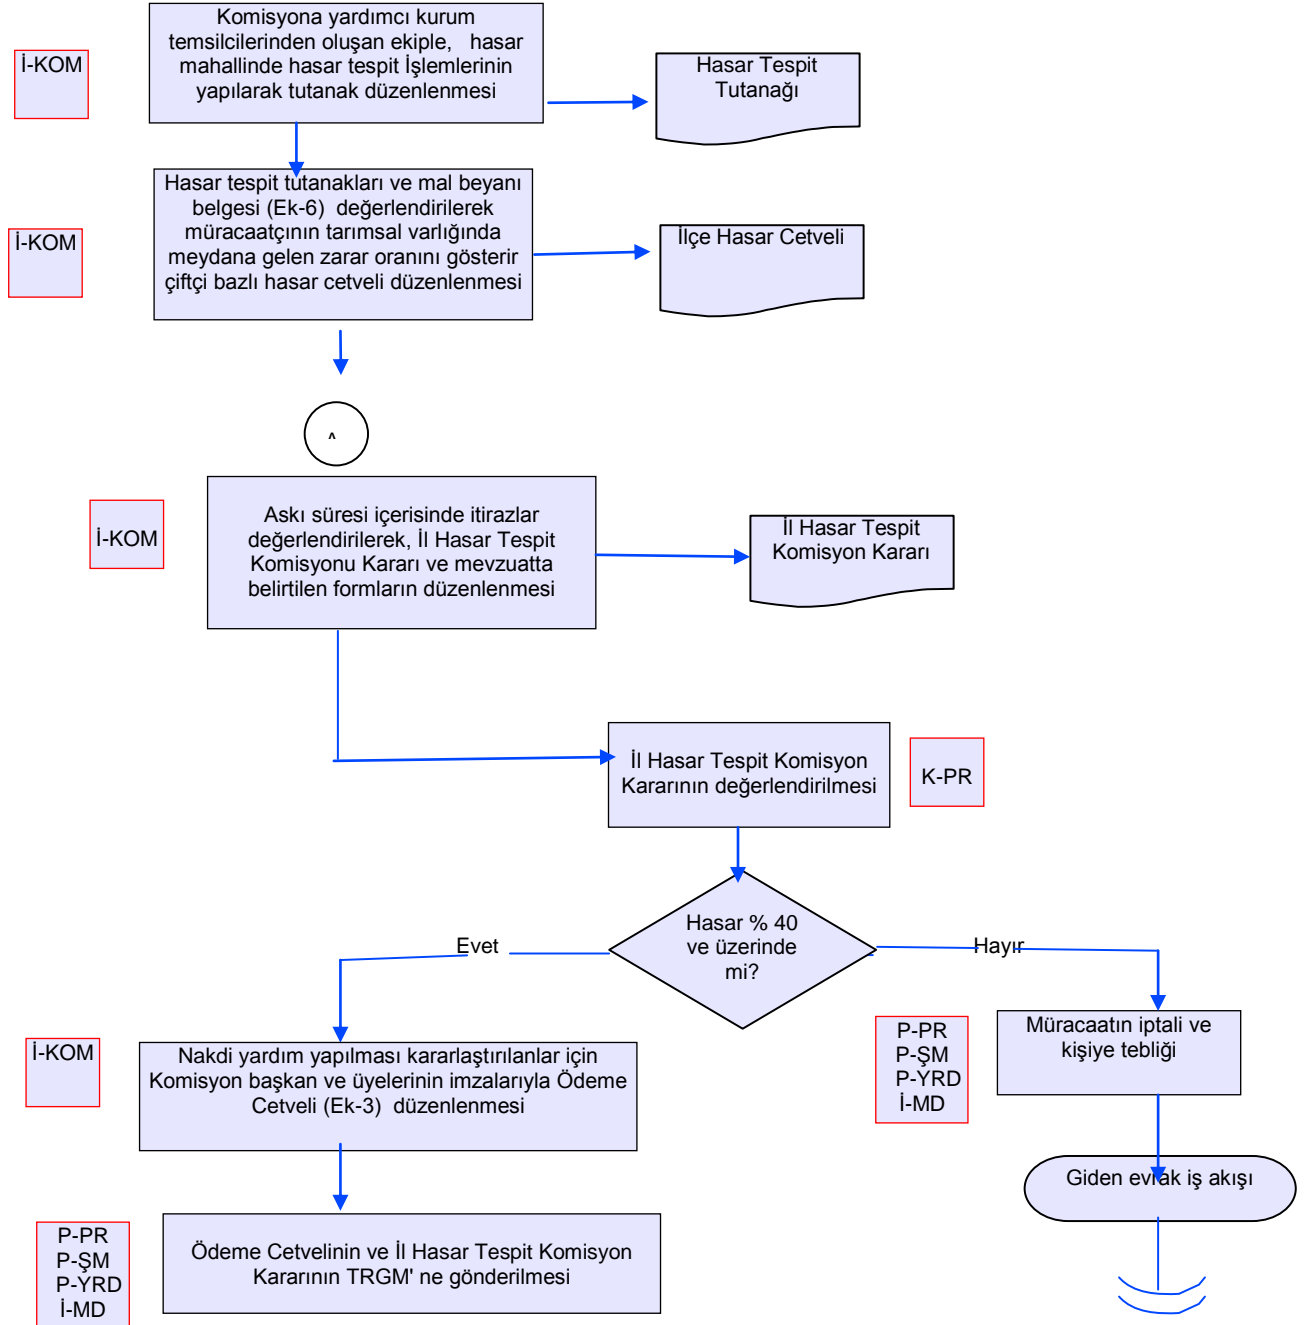 Komisyona yardımcı kurum
temsilcilerinden oluşan ekiple, hasar
mahallinde hasar tespit İşlemlerinin
yapılarak tutanak düzenlenmesi
İ-KOM
Hasar Tespit
Tutanağı
Hasar tespit tutanakları ve mal beyanı
belgesi (Ek-6) değerlendirilerek
müracaatçının tarımsal varlığında
meydana gelen zarar oranını gösterir
çiftçi bazlı hasar cetveli düzenlenmesi
İ-KOM
İlçe Hasar Cetveli
^
Askı süresi içerisinde itirazlar
değerlendirilerek, İl Hasar Tespit
Komisyonu Kararı ve mevzuatta
belirtilen formların düzenlenmesi
İ-KOM
İl Hasar Tespit
Komisyon Kararı
İl Hasar Tespit Komisyon
Kararının değerlendirilmesi
K-PR
Hasar % 40
ve üzerinde
mi?
Evet
Hayır
İ-KOM
Nakdi yardım yapılması kararlaştırılanlar için
Komisyon başkan ve üyelerinin imzalarıyla Ödeme
Cetveli (Ek-3) düzenlenmesi
P-PR
P-ŞM
P-YRD
İ-MD
Müracaatın iptali ve
kişiye tebliği
Giden evrak iş akışı
P-PR
P-ŞM
P-YRD
İ-MD
Ödeme Cetvelinin ve İl Hasar Tespit Komisyon
Kararının TRGM' ne gönderilmesi